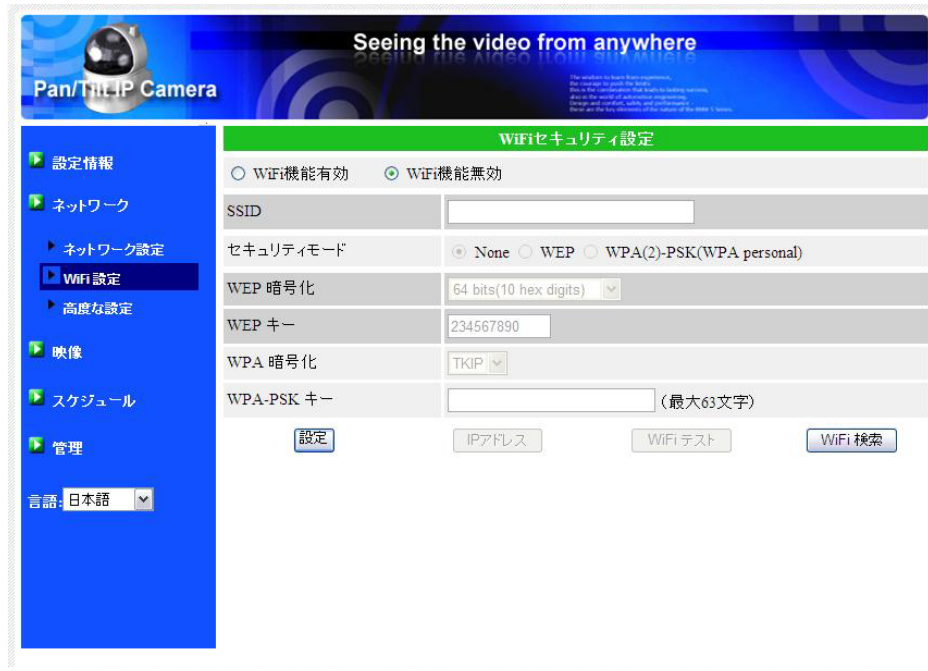 Seeing the video from anywhere
Pan/Tilt IP Camera
設定情報
ネットワーク
ネットワーク設定
WiFi 設定
高度な設定
映像
スケジュール
管理
言語: 日本語
WiFiセキュリティ設定
WiFi機能有効 WiFi機能無効
SSID
セキュリティモード None WEP WPA(2)-PSK(WPA personal)
WEP 暗号化 64 bits(10 hex digits)
WEP キー 234567890
WPA 暗号化 TKIP
WPA-PSK キー (最大63文字)
設定 IPアドレス WiFi テスト WiFi 検索